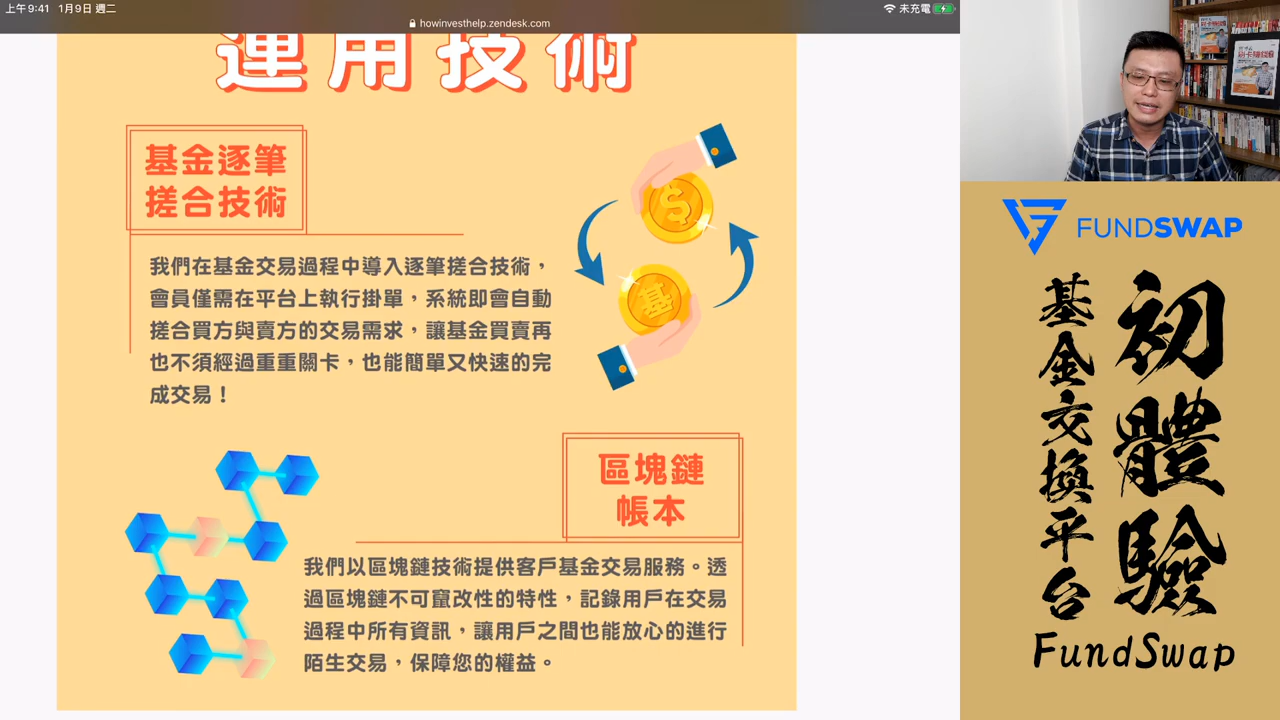 上午9:41 1月9日 週二
howinvesthelp.zendesk.com
未充電
運用技術
基金逐筆
搓合技術
我們在基金交易過程中導入逐筆搓合技術，
會員僅需在平台上執行掛單，系統即會自動
搓合買方與賣方的交易需求，讓基金買賣再
也不須經過重重關卡，也能簡單又快速的完
成交易！
$
基
區塊鏈
帳本
我們以區塊鏈技術提供客戶基金交易服務。透
過區塊鏈不可竄改性的特性，記錄用戶在交易
過程中所有資訊，讓用戶之間也能放心的進行
陌生交易，保障您的權益。
FUNDSWAP
初體驗
基金交換平台
FundSwap